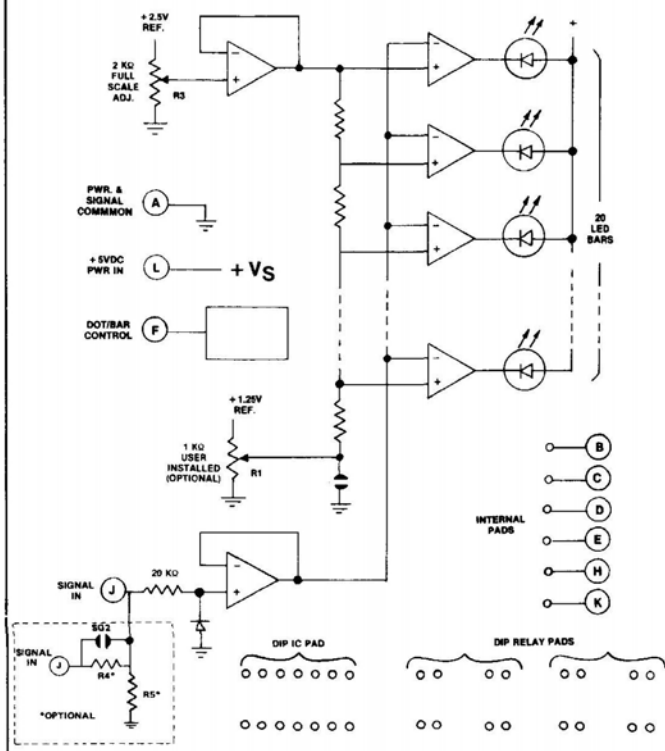 + 2.5V
REF.
2 KΩ
FULL
SCALE
ADJ.
R3
PWR. &
SIGNAL
COMMMON
A
+ 5VDC
PWR IN
L
+ VS
DOT/BAR
CONTROL
F
+ 1.25V
REF.
1 KΩ
USER
INSTALLED
(OPTIONAL)
R1
-
+
-
+
-
+
-
+
-
+
+
20
LED
BARS
INTERNAL
PADS
B
C
D
E
H
K
SIGNAL
IN
J
20 KΩ
-
+
SG2
SIGNAL
IN
J
R4*
R5*
*OPTIONAL
DIP IC PAD
DIP RELAY PADS